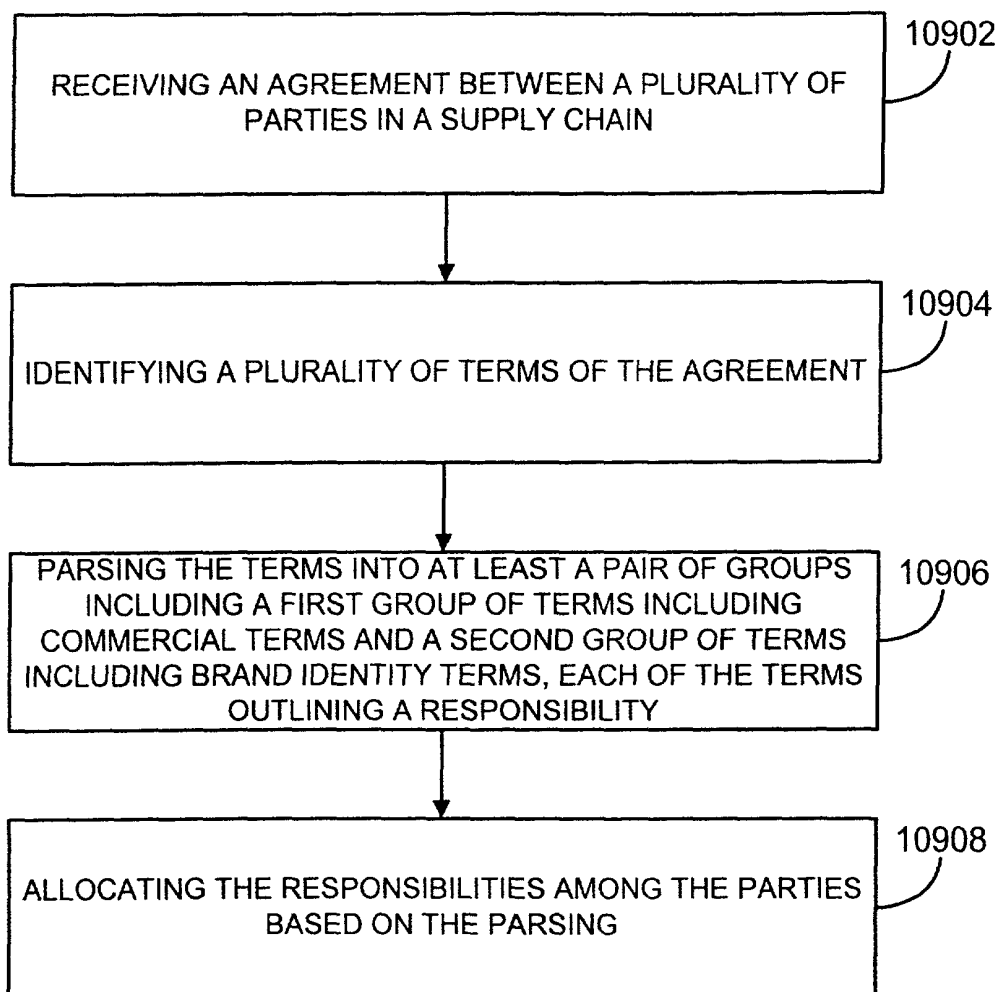 10902
RECEIVING AN AGREEMENT BETWEEN A PLURALITY OF
PARTIES IN A SUPPLY CHAIN
10904
IDENTIFYING A PLURALITY OF TERMS OF THE AGREEMENT
10906
PARSING THE TERMS INTO AT LEAST A PAIR OF GROUPS
INCLUDING A FIRST GROUP OF TERMS INCLUDING
COMMERCIAL TERMS AND A SECOND GROUP OF TERMS
INCLUDING BRAND IDENTITY TERMS, EACH OF THE TERMS
OUTLINING A RESPONSIBILITY
10908
ALLOCATING THE RESPONSIBILITIES AMONG THE PARTIES
BASED ON THE PARSING